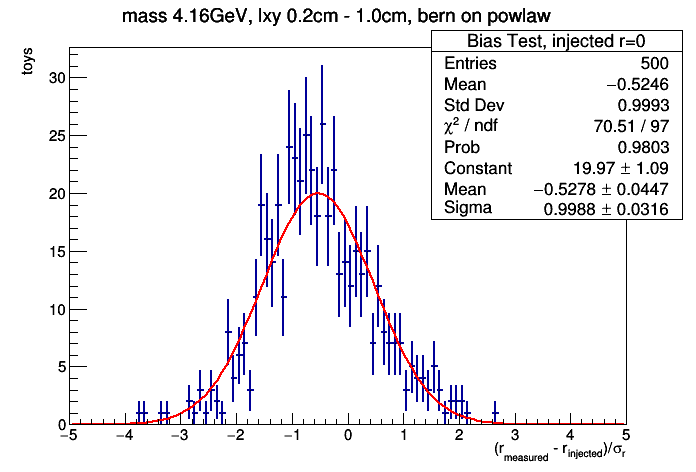 mass 4.16GeV, lxy 0.2cm - 1.0cm, bern on powlaw
Bias Test, injected r=0
Entries 500
Mean −0.5246
Std Dev 0.9993
χ² / ndf 70.51 / 97
Prob 0.9803
Constant 19.97 ± 1.09
Mean −0.5278 ± 0.0447
Sigma 0.9988 ± 0.0316
toys
30
25
20
15
10
5
0
−5 −4 −3 −2 −1 0 1 2 3 4 5
(r_measured - r_injected)/σ_r